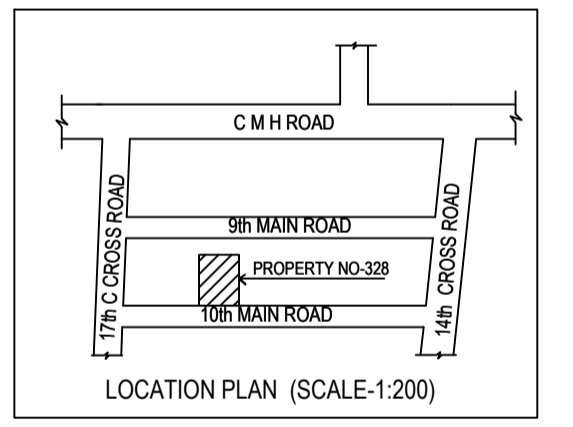 C M H ROAD
17th C CROSS ROAD
9th MAIN ROAD
14th CROSS ROAD
PROPERTY NO-328
10th MAIN ROAD
LOCATION PLAN (SCALE-1:200)